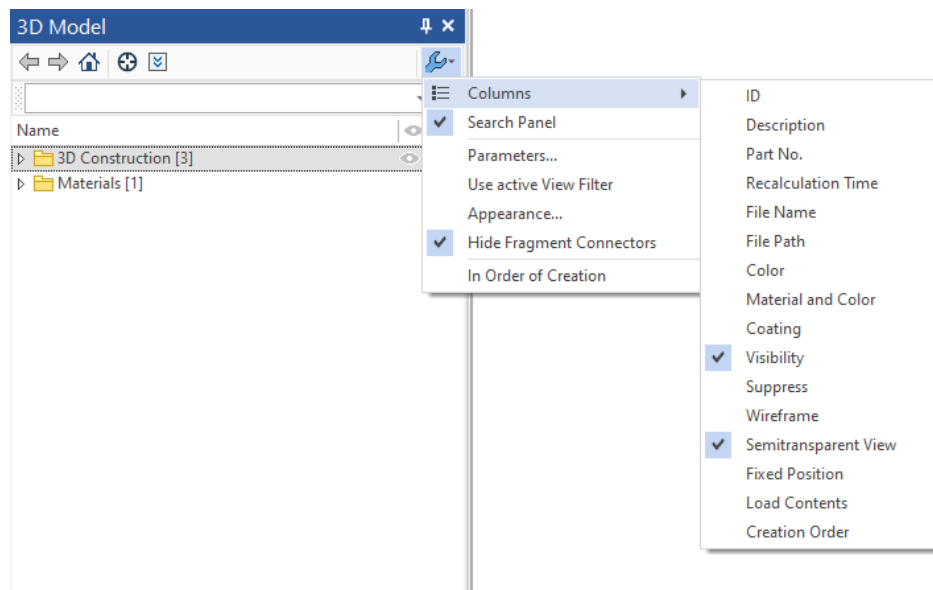 3D Model
Name
3D Construction [3]
Materials [1]
Columns
Search Panel
Parameters...
Use active View Filter
Appearance...
Hide Fragment Connectors
In Order of Creation
ID
Description
Part No.
Recalculation Time
File Name
File Path
Color
Material and Color
Coating
Visibility
Suppress
Wireframe
Semitransparent View
Fixed Position
Load Contents
Creation Order